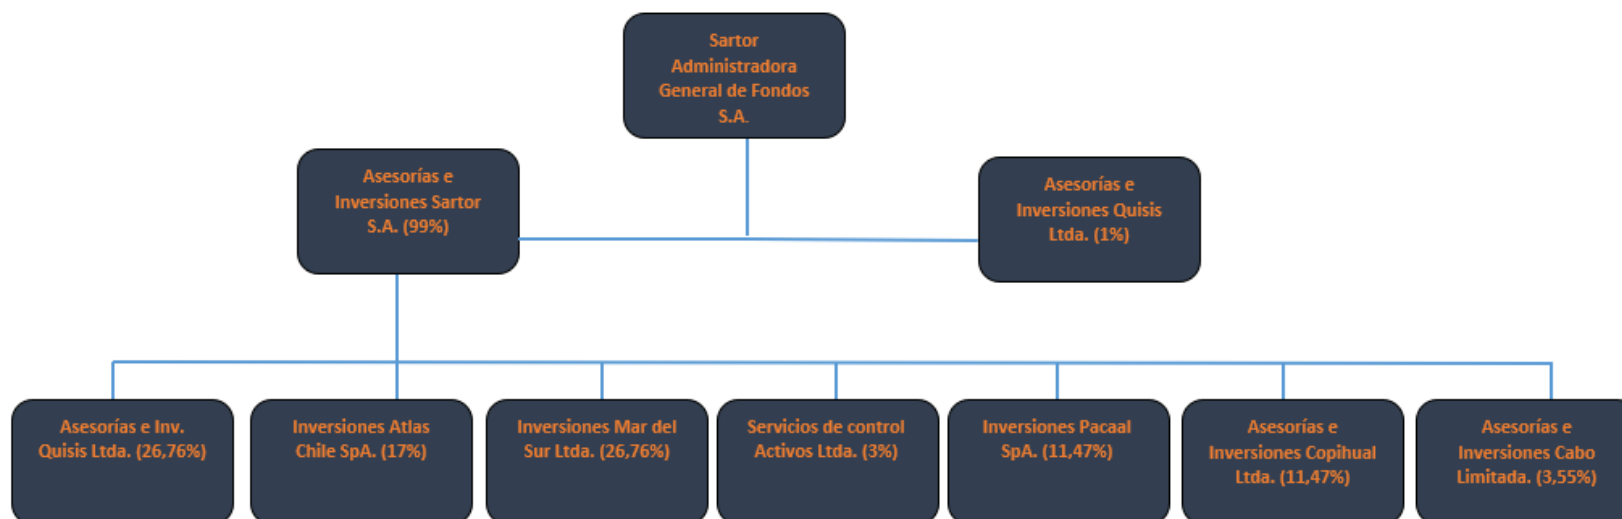 Sartor
Administradora
General de Fondos
S.A.
Asesorías e
Inversiones Sartor
S.A. (99%)
Asesorías e
Inversiones Quisis
Ltda. (1%)
Asesorías e Inv.
Quisis Ltda. (26,76%)
Inversiones Atlas
Chile SpA. (17%)
Inversiones Mar del
Sur Ltda. (26,76%)
Servicios de control
Activos Ltda. (3%)
Inversiones Pacaal
SpA. (11,47%)
Asesorías e
Inversiones Copihual
Ltda. (11,47%)
Asesorías e
Inversiones Cabo
Limitada. (3,55%)